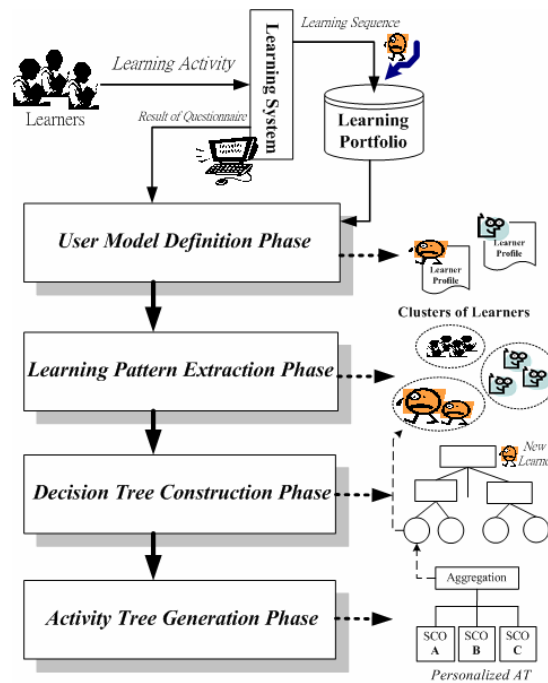 Learning Sequence
Learning Activity
Learners
Learning System
Result of Questionnaire
Learning
Portfolio
User Model Definition Phase
Learner
Profile
Learner
Profile
Clusters of Learners
Learning Pattern Extraction Phase
New
Learner
Decision Tree Construction Phase
Aggregation
Activity Tree Generation Phase
SCO
A
SCO
B
SCO
C
Personalized AT